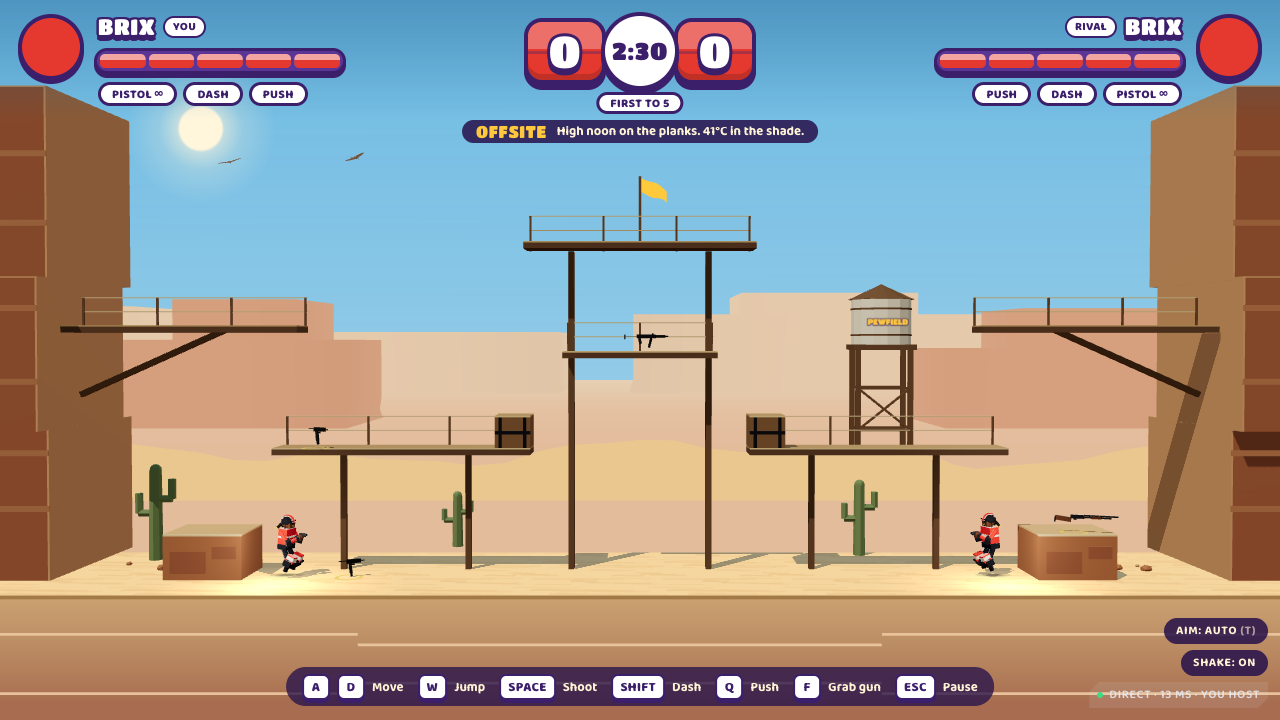 BRIX YOU
PISTOL ∞ DASH PUSH
0 2:30 0
FIRST TO 5
RIVAL BRIX
PUSH DASH PISTOL ∞
OFFSITE High noon on the planks. 41°C in the shade.
PEWFIELD
AIM: AUTO (T)
SHAKE: ON
DIRECT · 13 MS · YOU HOST
A D Move W Jump SPACE Shoot SHIFT Dash Q Push F Grab gun ESC Pause